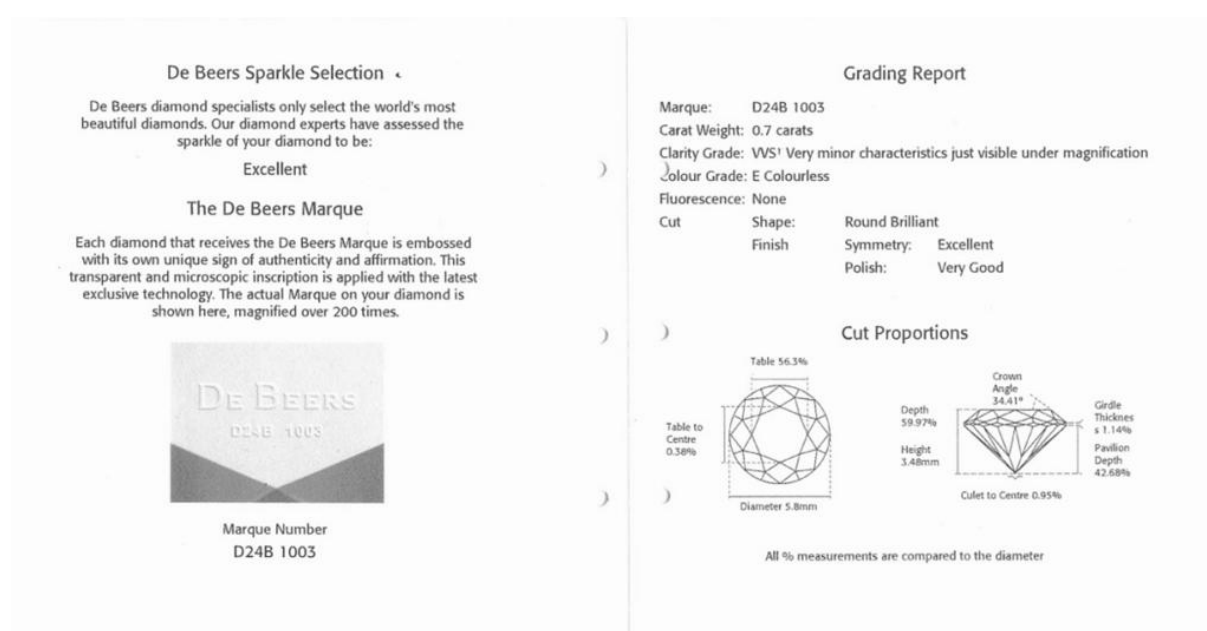 De Beers Sparkle Selection
De Beers diamond specialists only select the world's most
beautiful diamonds. Our diamond experts have assessed the
sparkle of your diamond to be:
Excellent
The De Beers Marque
Each diamond that receives the De Beers Marque is embossed
with its own unique sign of authenticity and affirmation. This
transparent and microscopic inscription is applied with the latest
exclusive technology. The actual Marque on your diamond is
shown here, magnified over 200 times.
DE BEERS
D24B 1003
Marque Number
D24B 1003
Grading Report
Marque: D24B 1003
Carat Weight: 0.7 carats
Clarity Grade: VVS¹ Very minor characteristics just visible under magnification
Colour Grade: E Colourless
Fluorescence: None
Cut Shape: Round Brilliant
Finish Symmetry: Excellent
Polish: Very Good
Cut Proportions
Table 56.3%
Table to
Centre
0.38%
Diameter 5.8mm
Crown
Angle
34.41º
Depth
59.97%
Height
3.48mm
Girdle
Thicknes
s 1.14%
Pavilion
Depth
42.68%
Culet to Centre 0.95%
All % measurements are compared to the diameter